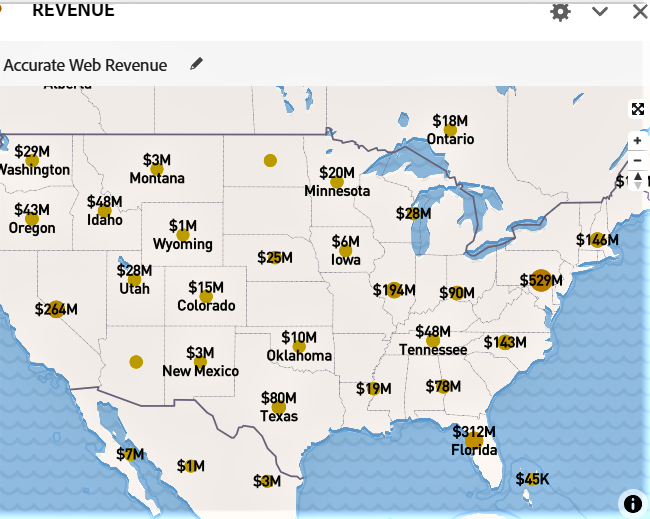 REVENUE
Accurate Web Revenue
Alberta
$18M
Ontario
$29M
Washington
$3M
Montana
$20M
Minnesota
$48M
Idaho
$43M
Oregon
$28M
$1M
Wyoming
$6M
Iowa
$146M
$25M
$28M
Utah
$15M
Colorado
$529M
$194M
$90M
$264M
$10M
Oklahoma
$48M
Tennessee
$143M
$3M
New Mexico
$19M
$78M
$80M
Texas
$312M
Florida
$7M
$1M
$3M
$45K